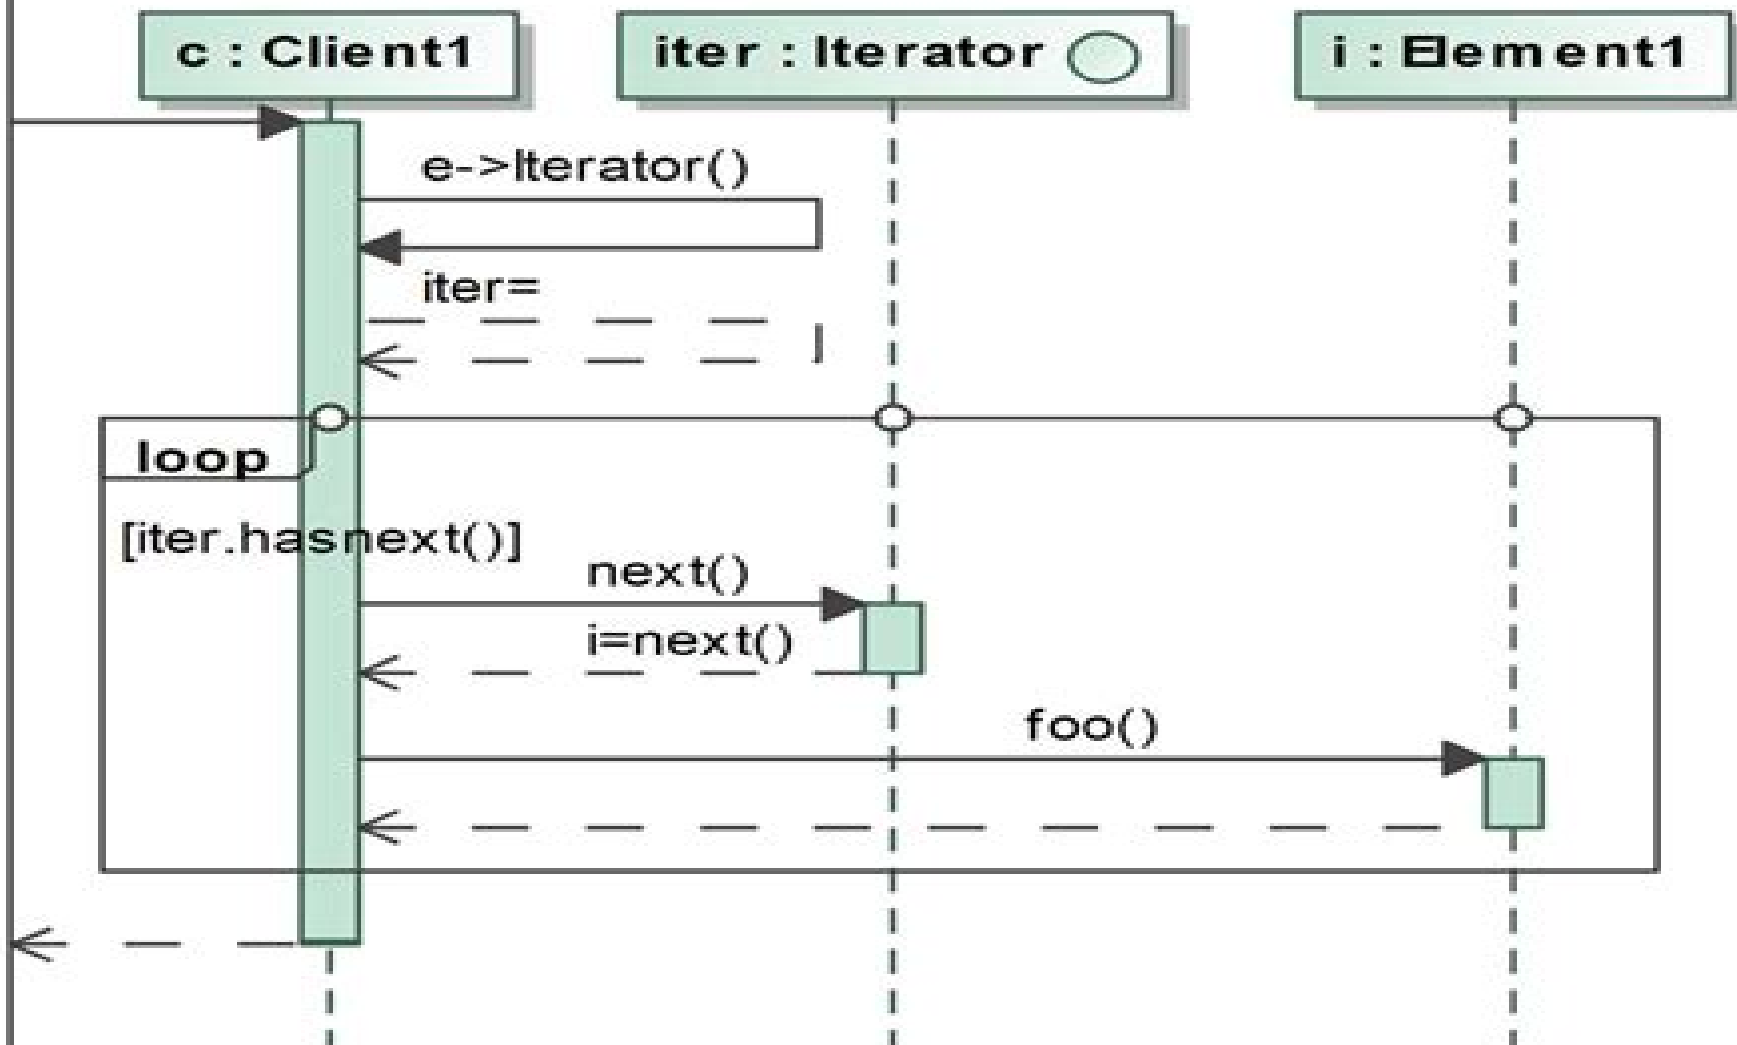 c : Client1
iter : Iterator
i : Element1
e->Iterator()
iter=
loop
[iter.hasnext()]
next()
i=next()
foo()